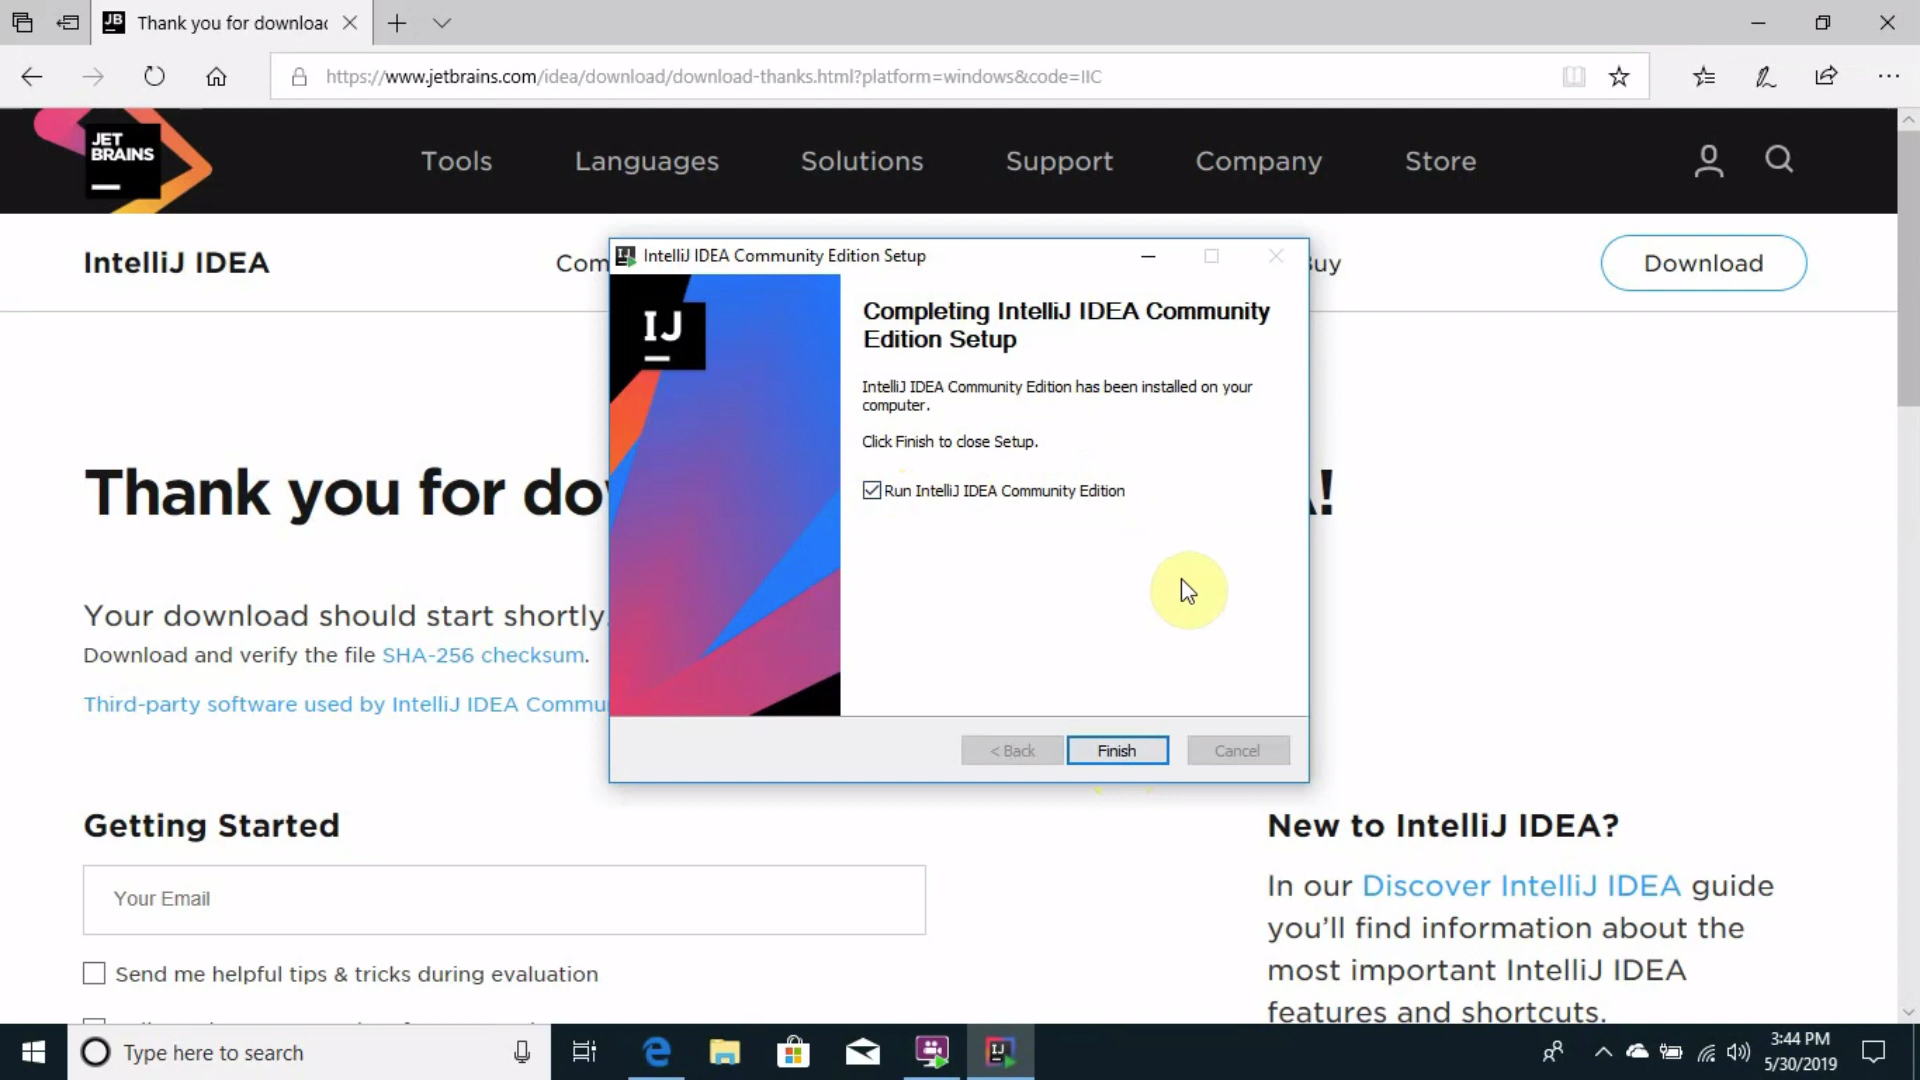 JB Thank you for downloac
https://www.jetbrains.com/idea/download/download-thanks.html?platform=windows&code=IIC
JET
BRAINS
Tools Languages Solutions Support Company Store
IntelliJ IDEA Com Buy Download
IntelliJ IDEA Community Edition Setup
IJ
Completing IntelliJ IDEA Community
Edition Setup
IntelliJ IDEA Community Edition has been installed on your
computer.
Click Finish to close Setup.
Run IntelliJ IDEA Community Edition
< Back Finish Cancel
Thank you for do A!
Your download should start shortly.
Download and verify the file SHA-256 checksum.
Third-party software used by IntelliJ IDEA Commu
Getting Started
Your Email
Send me helpful tips & tricks during evaluation
New to IntelliJ IDEA?
In our Discover IntelliJ IDEA guide
you'll find information about the
most important IntelliJ IDEA
features and shortcuts.
Type here to search
3:44 PM
5/30/2019